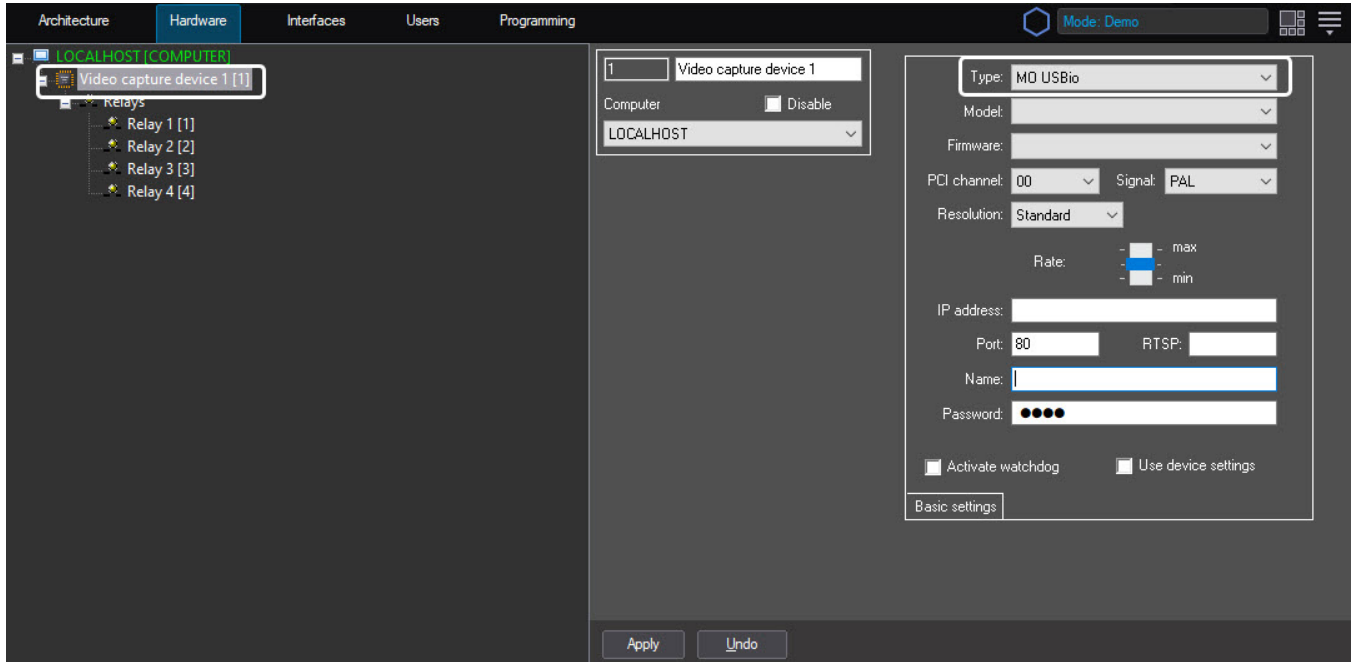 Architecture Hardware Interfaces Users Programming Mode: Demo
LOCALHOST [COMPUTER]
Video capture device 1 [1]
Relays
Relay 1 [1]
Relay 2 [2]
Relay 3 [3]
Relay 4 [4]
1 Video capture device 1
Computer Disable
LOCALHOST
Type: MO USBio
Model:
Firmware:
PCI channel: 00 Signal: PAL
Resolution: Standard
Rate: max
min
IP address:
Port: 80 RTSP:
Name:
Password: ●●●●
Activate watchdog Use device settings
Basic settings
Apply Undo